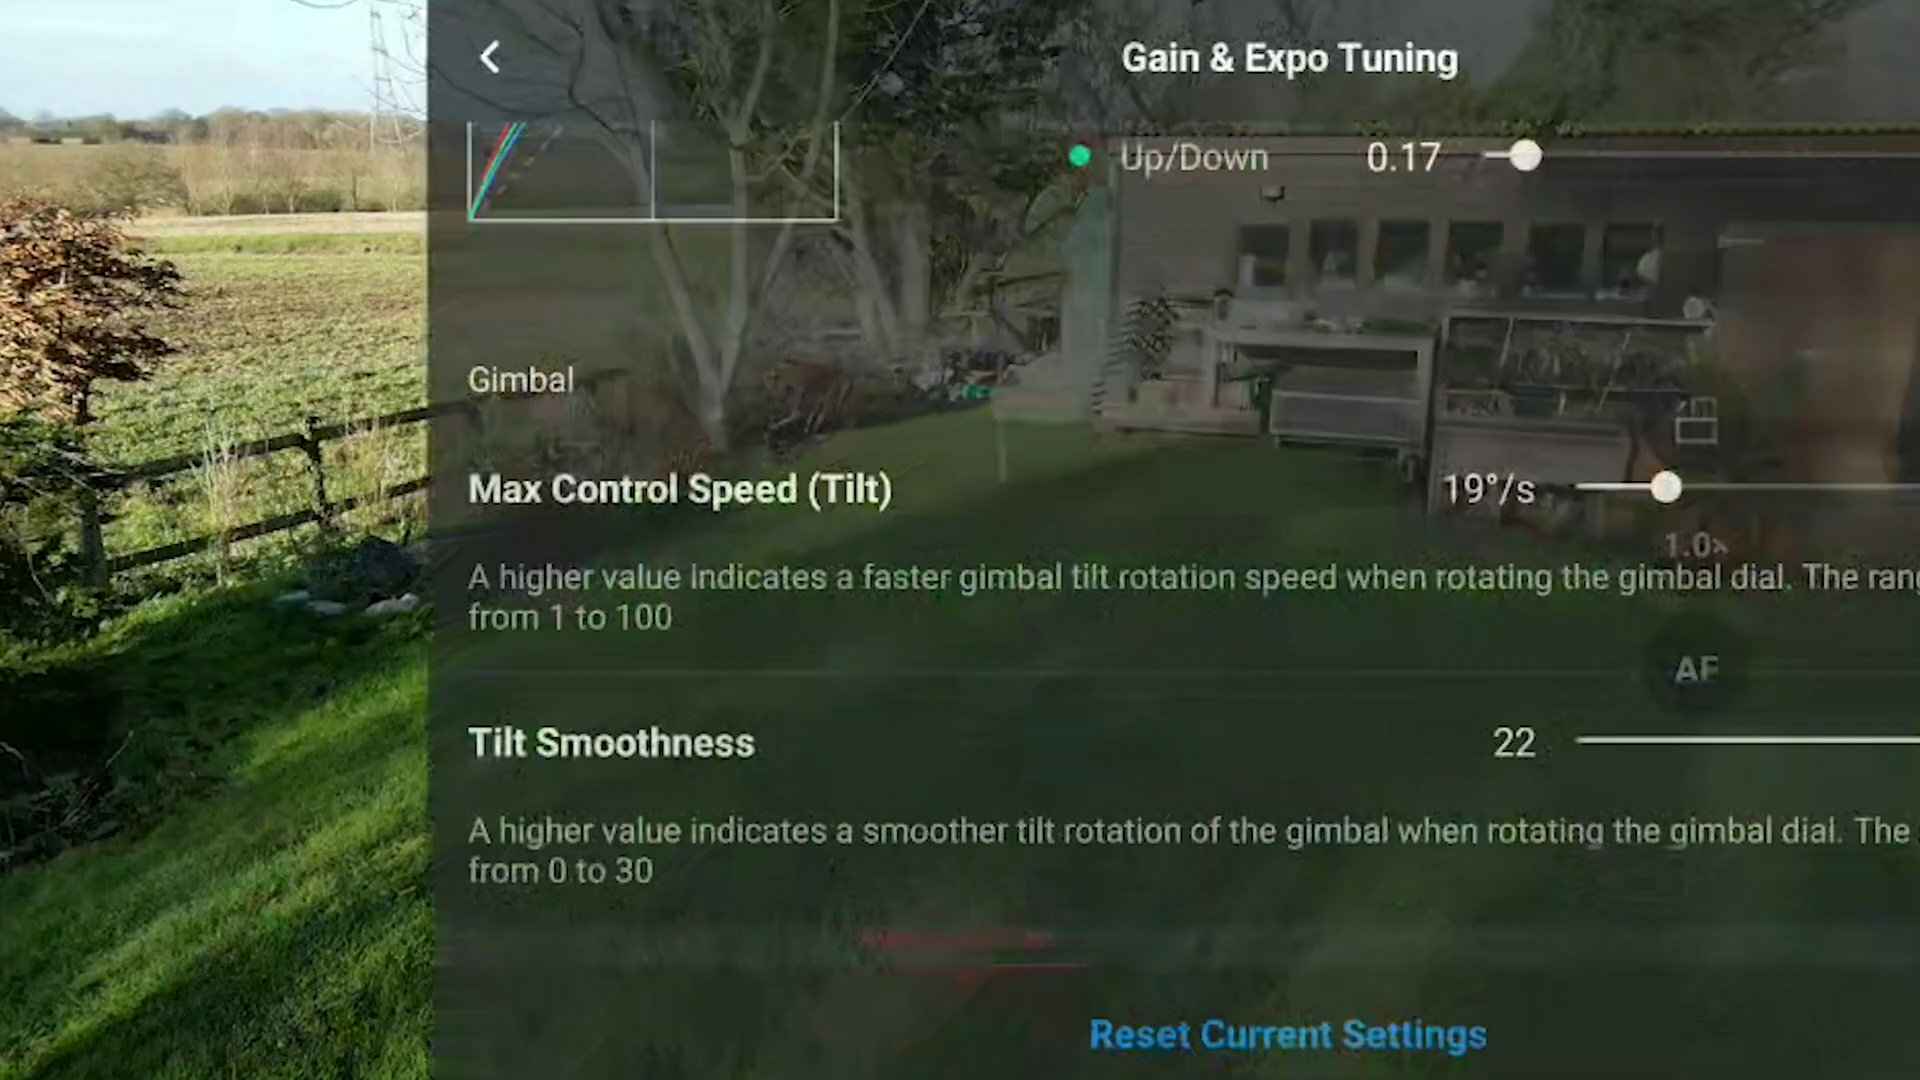 Gain & Expo Tuning
Up/Down 0.17
Gimbal
Max Control Speed (Tilt) 19°/s
1.0×
A higher value indicates a faster gimbal tilt rotation speed when rotating the gimbal dial. The
from 1 to 100
AF
Tilt Smoothness 22
A higher value indicates a smoother tilt rotation of the gimbal when rotating the gimbal dial. The
from 0 to 30
Reset Current Settings